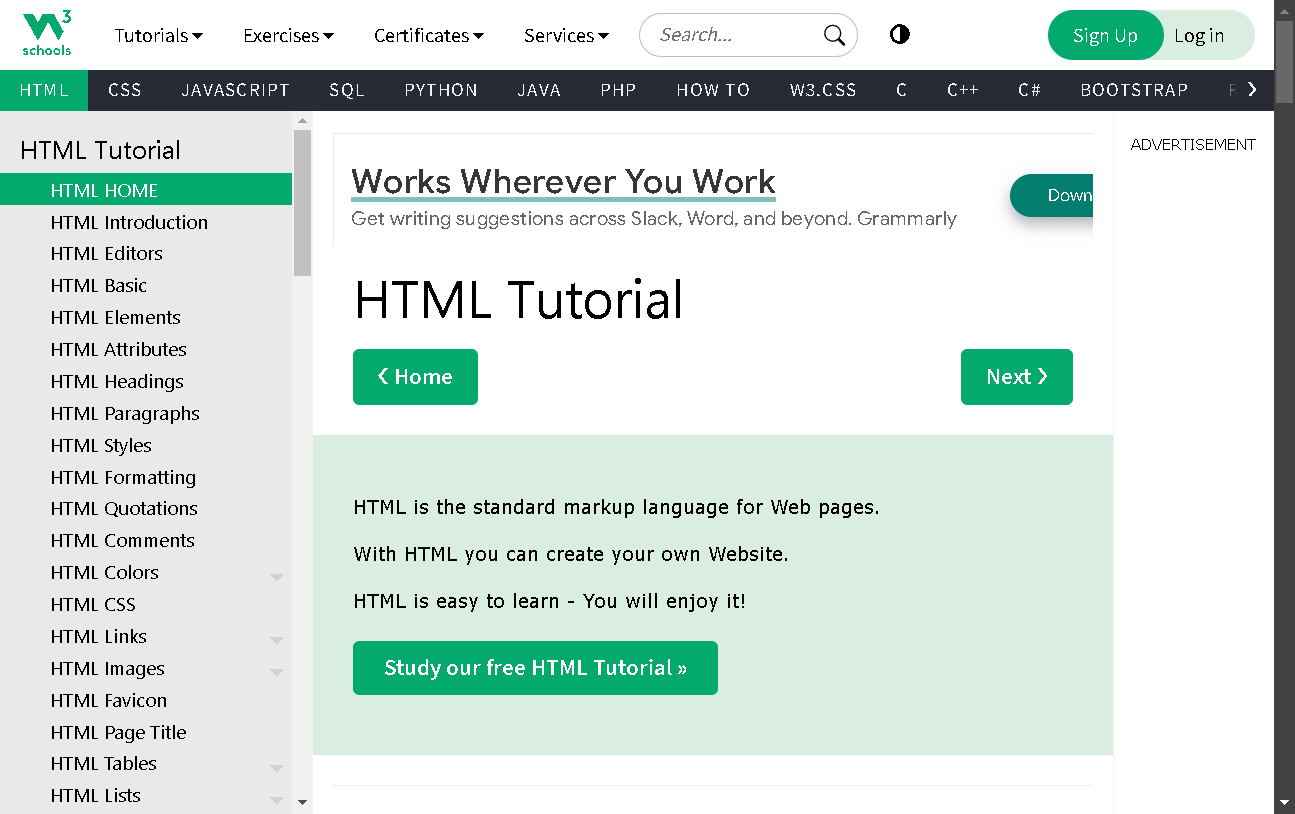 3
schools
Tutorials
Exercises
Certificates
Services
Search...
Sign Up
Log in
HTML
CSS
JAVASCRIPT
SQL
PYTHON
JAVA
PHP
HOW TO
W3.CSS
C
C++
C#
BOOTSTRAP
HTML Tutorial
HTML HOME
HTML Introduction
HTML Editors
HTML Basic
HTML Elements
HTML Attributes
HTML Headings
HTML Paragraphs
HTML Styles
HTML Formatting
HTML Quotations
HTML Comments
HTML Colors
HTML CSS
HTML Links
HTML Images
HTML Favicon
HTML Page Title
HTML Tables
HTML Lists
Works Wherever You Work
Get writing suggestions across Slack, Word, and beyond. Grammarly
Down
HTML Tutorial
❮ Home
Next ❯
HTML is the standard markup language for Web pages.
With HTML you can create your own Website.
HTML is easy to learn - You will enjoy it!
Study our free HTML Tutorial »
ADVERTISEMENT